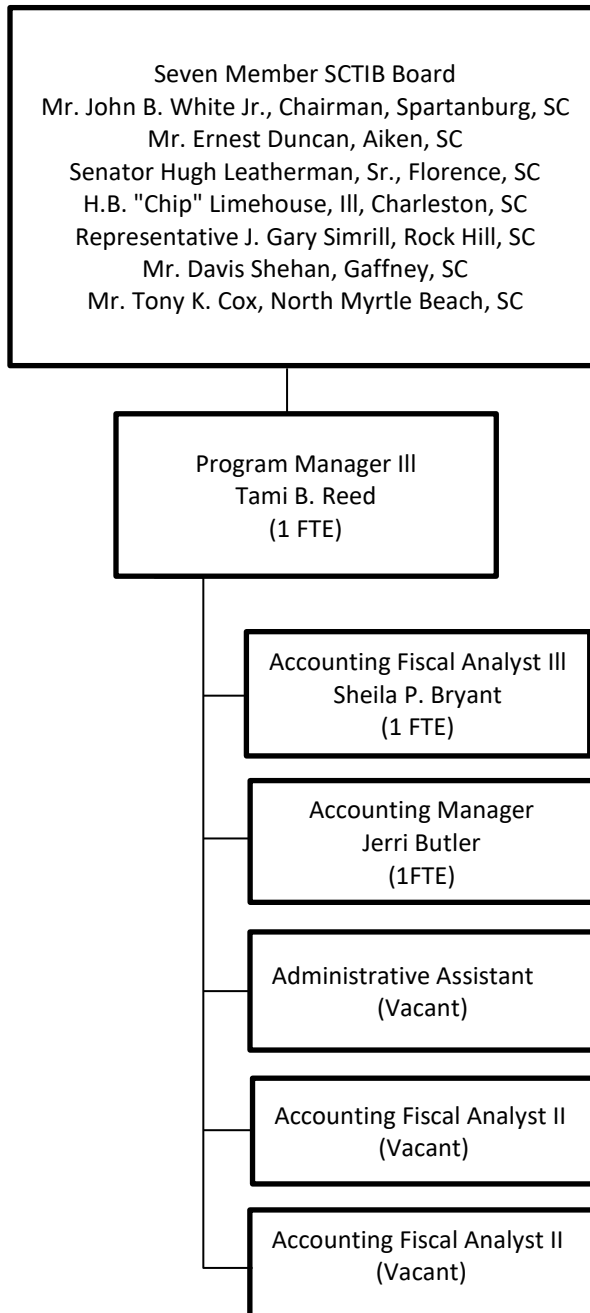 Seven Member SCTIB Board
Mr. John B. White Jr., Chairman, Spartanburg, SC
Mr. Ernest Duncan, Aiken, SC
Senator Hugh Leatherman, Sr., Florence, SC
H.B. "Chip" Limehouse, Ill, Charleston, SC
Representative J. Gary Simrill, Rock Hill, SC
Mr. Davis Shehan, Gaffney, SC
Mr. Tony K. Cox, North Myrtle Beach, SC
Program Manager Ill
Tami B. Reed
(1 FTE)
Accounting Fiscal Analyst Ill
Sheila P. Bryant
(1 FTE)
Accounting Manager
Jerri Butler
(1FTE)
Administrative Assistant
(Vacant)
Accounting Fiscal Analyst II
(Vacant)
Accounting Fiscal Analyst II
(Vacant)